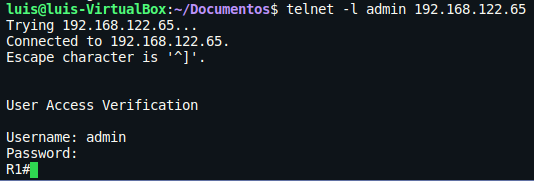 luis@luis-VirtualBox:~/Documentos$ telnet -l admin 192.168.122.65
Trying 192.168.122.65...
Connected to 192.168.122.65.
Escape character is '^]'.
User Access Verification
Username: admin
Password:
R1#